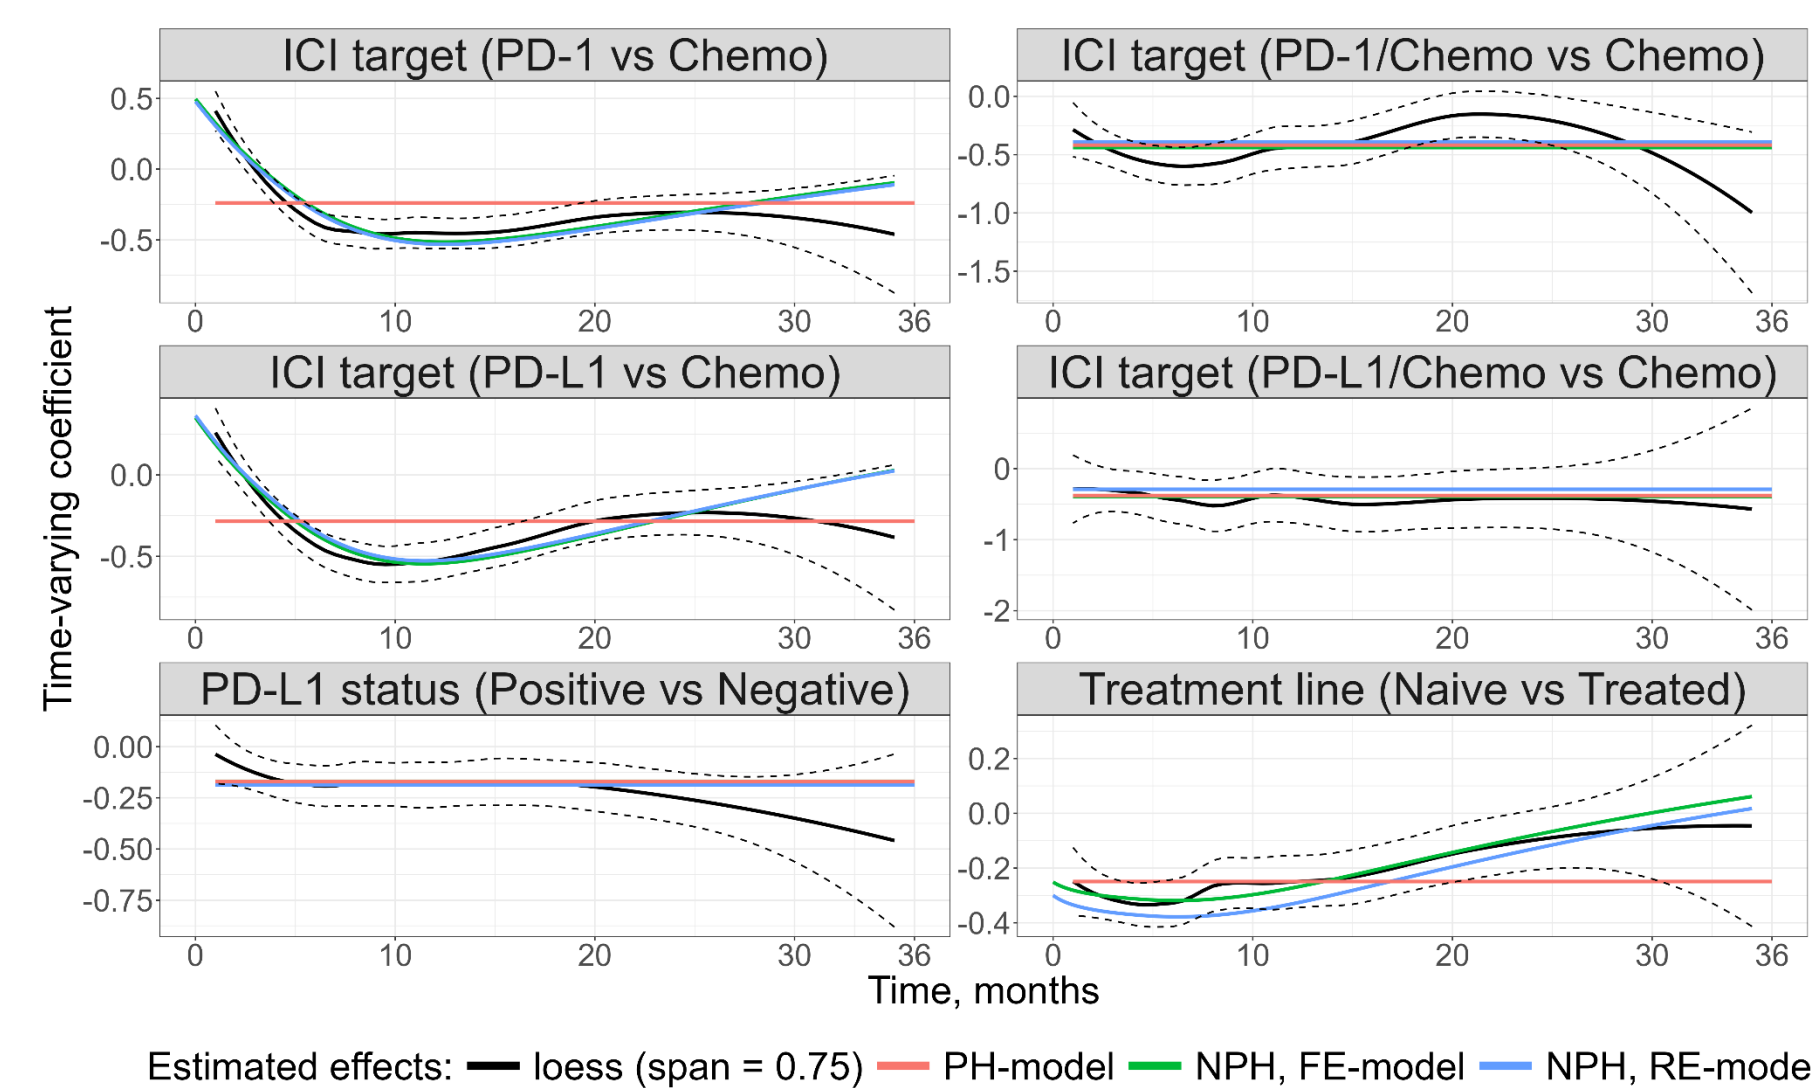 ICI target (PD-1 vs Chemo)
0.5
0.0
-0.5
0 10 20 30 36
ICI target (PD-1/Chemo vs Chemo)
0.0
-0.5
-1.0
-1.5
0 10 20 30 36
ICI target (PD-L1 vs Chemo)
0.0
-0.5
0 10 20 30 36
ICI target (PD-L1/Chemo vs Chemo)
0
-1
-2
0 10 20 30 36
PD-L1 status (Positive vs Negative)
0.00
-0.25
-0.50
-0.75
0 10 20 30 36
Treatment line (Naive vs Treated)
0.2
0.0
-0.2
-0.4
0 10 20 30 36
Time-varying coefficient
Time, months
Estimated effects: loess (span = 0.75) PH-model NPH, FE-model NPH, RE-mode